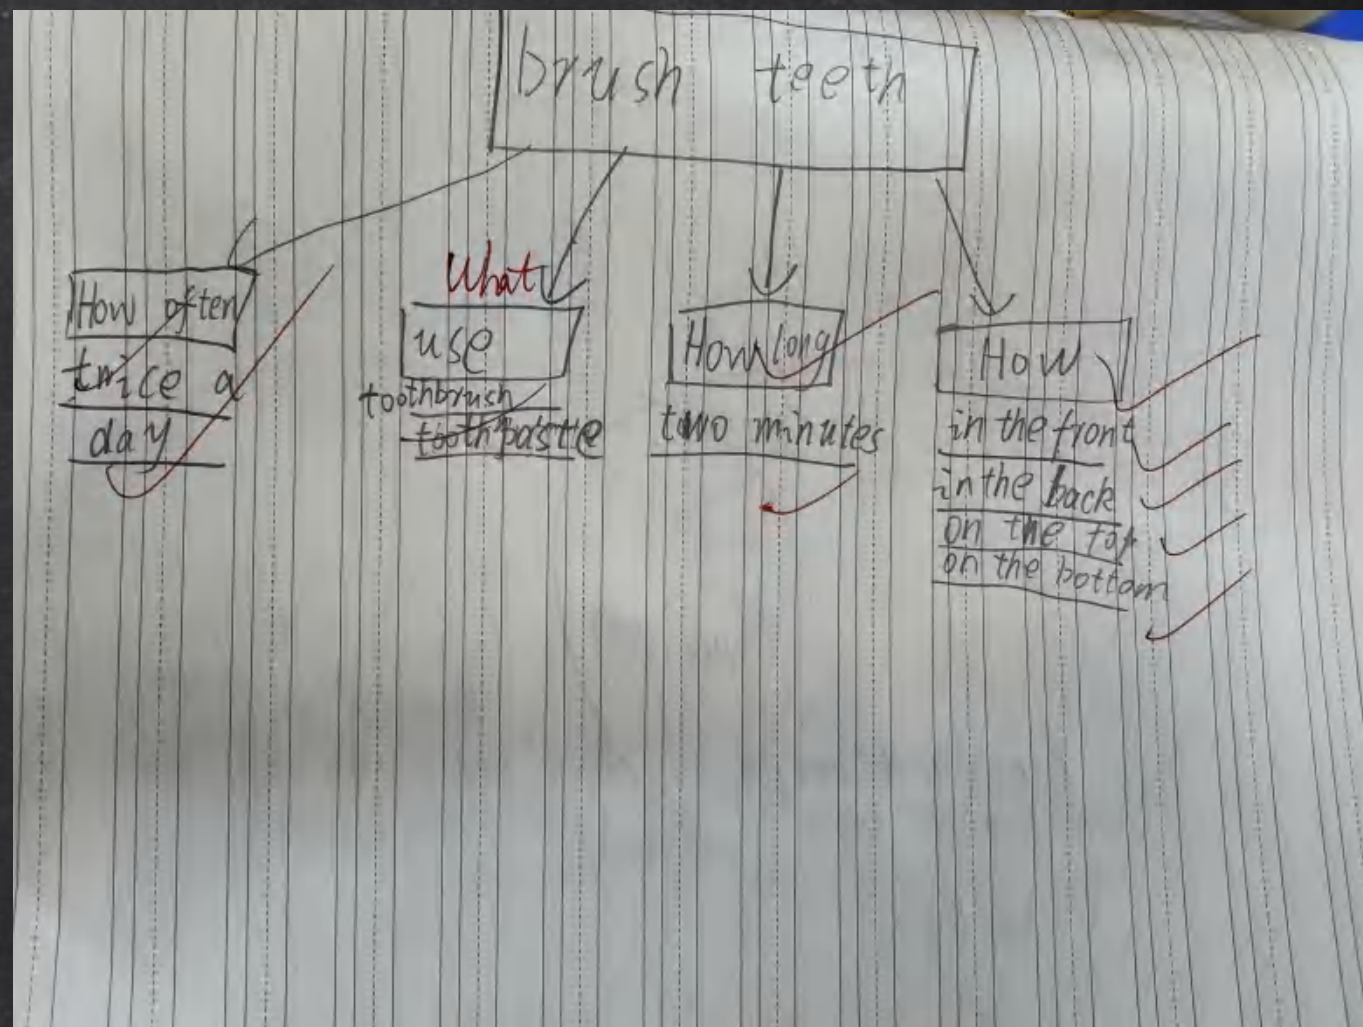 brush teeth
How often
twice a
day
What
use
toothbrush
toothpaste
How long
two minutes
How
in the front
in the back
on the top
on the bottom